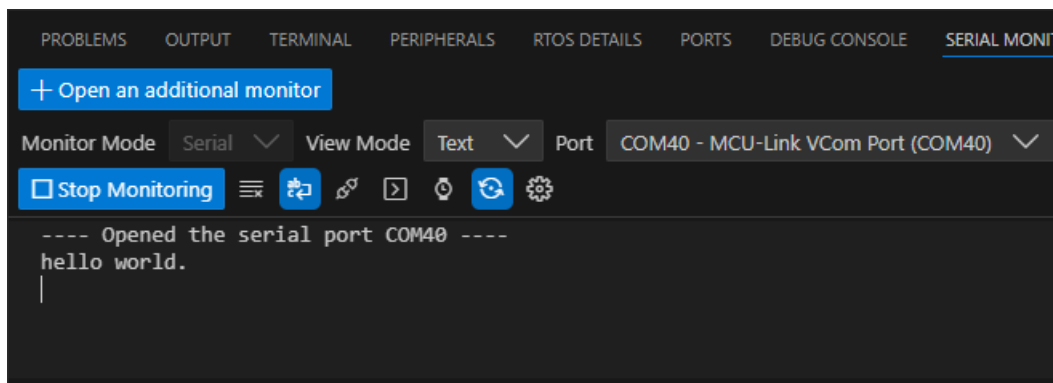 PROBLEMS OUTPUT TERMINAL PERIPHERALS RTOS DETAILS PORTS DEBUG CONSOLE SERIAL MONI
Open an additional monitor
Monitor Mode Serial View Mode Text Port COM40 - MCU-Link VCom Port (COM40)
Stop Monitoring
---- Opened the serial port COM40 ----
hello world.